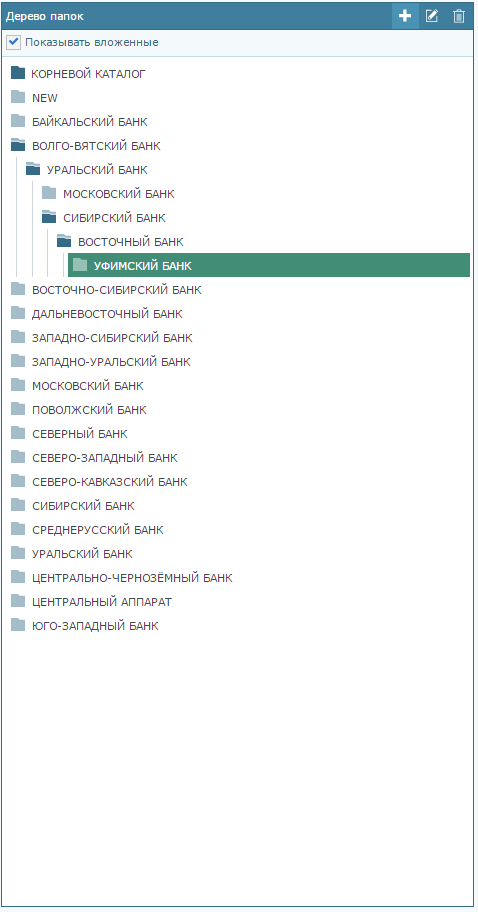 Дерево папок
Показывать вложенные
КОРНЕВОЙ КАТАЛОГ
NEW
БАЙКАЛЬСКИЙ БАНК
ВОЛГО-ВЯТСКИЙ БАНК
УРАЛЬСКИЙ БАНК
МОСКОВСКИЙ БАНК
СИБИРСКИЙ БАНК
ВОСТОЧНЫЙ БАНК
УФИМСКИЙ БАНК
ВОСТОЧНО-СИБИРСКИЙ БАНК
ДАЛЬНЕВОСТОЧНЫЙ БАНК
ЗАПАДНО-СИБИРСКИЙ БАНК
ЗАПАДНО-УРАЛЬСКИЙ БАНК
МОСКОВСКИЙ БАНК
ПОВОЛЖСКИЙ БАНК
СЕВЕРНЫЙ БАНК
СЕВЕРО-ЗАПАДНЫЙ БАНК
СЕВЕРО-КАВКАЗСКИЙ БАНК
СИБИРСКИЙ БАНК
СРЕДНЕРУССКИЙ БАНК
УРАЛЬСКИЙ БАНК
ЦЕНТРАЛЬНО-ЧЕРНОЗЁМНЫЙ БАНК
ЦЕНТРАЛЬНЫЙ АППАРАТ
ЮГО-ЗАПАДНЫЙ БАНК